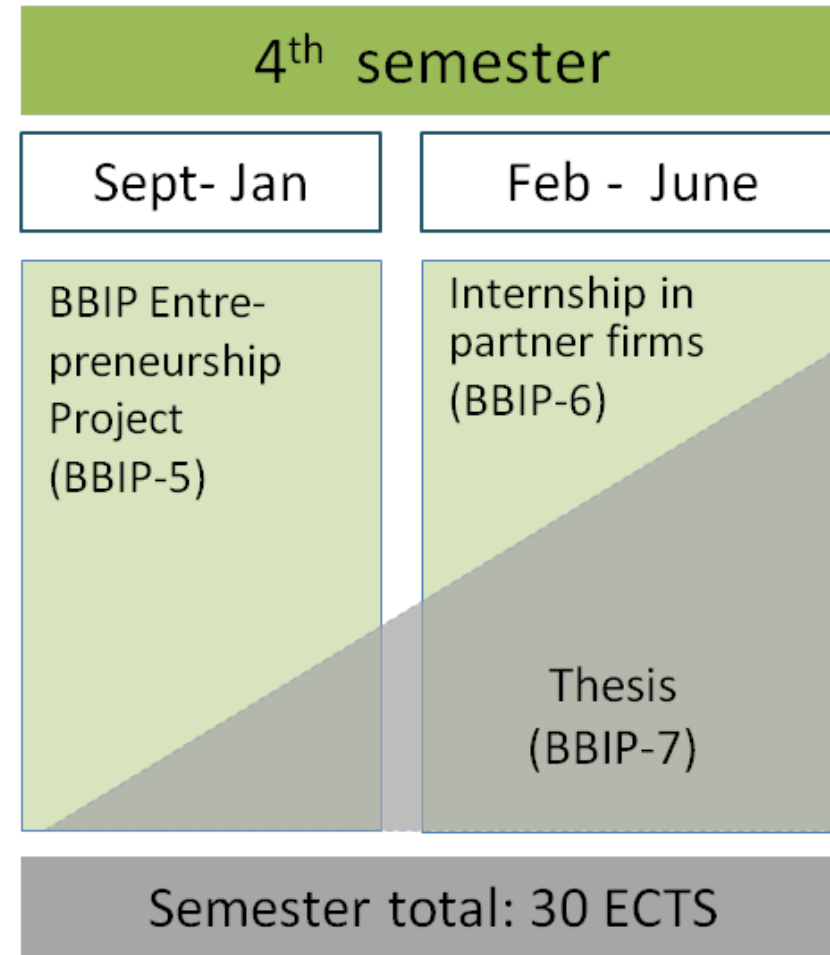 4th semester
Sept- Jan
Feb - June
BBIP Entre-
preneurship
Project
(BBIP-5)
Internship in
partner firms
(BBIP-6)
Thesis
(BBIP-7)
Semester total: 30 ECTS